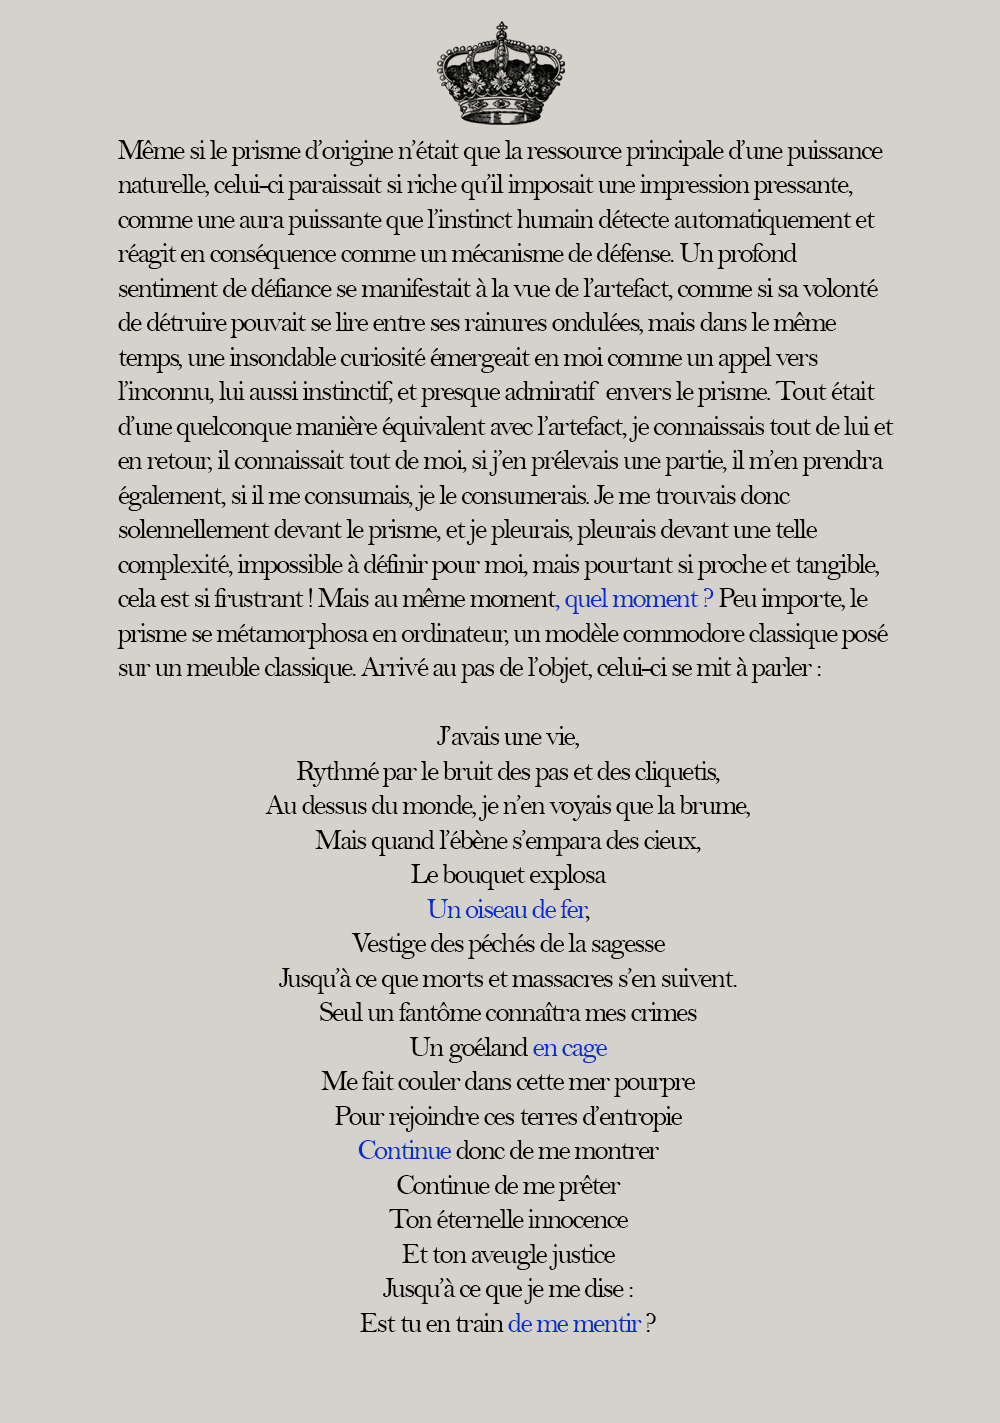 Même si le prisme d’origine n’était que la ressource principale d’une puissance
naturelle, celui-ci paraissait si riche qu’il imposait une impression pressante,
comme une aura puissante que l’instinct humain détecte automatiquement et
réagit en conséquence comme un mécanisme de défense. Un profond
sentiment de défiance se manifestait à la vue de l’artefact, comme si sa volonté
de détruire pouvait se lire entre ses rainures ondulées, mais dans le même
temps, une insondable curiosité émergeait en moi comme un appel vers
l’inconnu, lui aussi instinctif, et presque admiratif envers le prisme. Tout était
d’une quelconque manière équivalent avec l’artefact, je connaissais tout de lui et
en retour, il connaissait tout de moi, si j’en prélevais une partie, il m’en prendra
également, si il me consumais, je le consumerais. Je me trouvais donc
solennellement devant le prisme, et je pleurais, pleurais devant une telle
complexité, impossible à définir pour moi, mais pourtant si proche et tangible,
cela est si frustrant ! Mais au même moment, quel moment ? Peu importe, le
prisme se métamorphosa en ordinateur, un modèle commodore classique posé
sur un meuble classique. Arrivé au pas de l’objet, celui-ci se mit à parler :
J’avais une vie,
Rythmé par le bruit des pas et des cliquetis,
Au dessus du monde, je n’en voyais que la brume,
Mais quand l’ébène s’empara des cieux,
Le bouquet explosa
Un oiseau de fer,
Vestige des péchés de la sagesse
Jusqu’à ce que morts et massacres s’en suivent.
Seul un fantôme connaîtra mes crimes
Un goéland en cage
Me fait couler dans cette mer pourpre
Pour rejoindre ces terres d’entropie
Continue donc de me montrer
Continue de me prêter
Ton éternelle innocence
Et ton aveugle justice
Jusqu’à ce que je me dise :
Est tu en train de me mentir ?